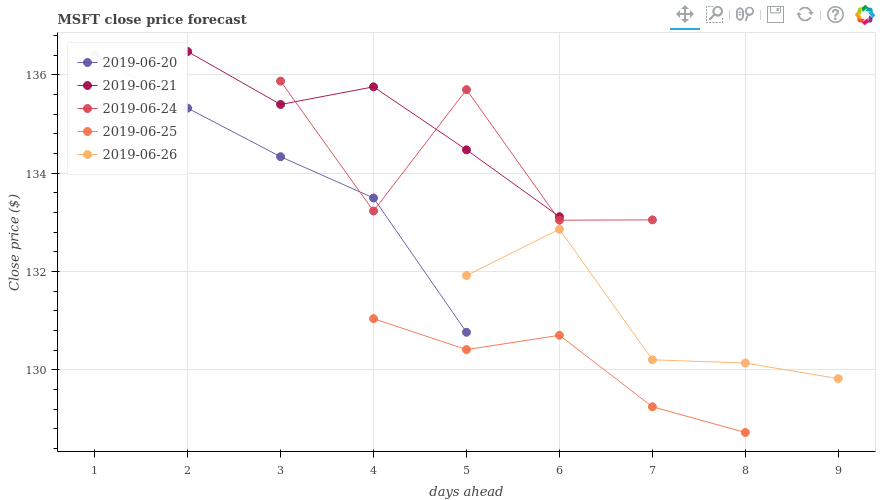 MSFT close price forecast
2019-06-20
2019-06-21
2019-06-24
2019-06-25
2019-06-26
136
134
132
130
Close price ($)
1 2 3 4 5 6 7 8 9
days ahead